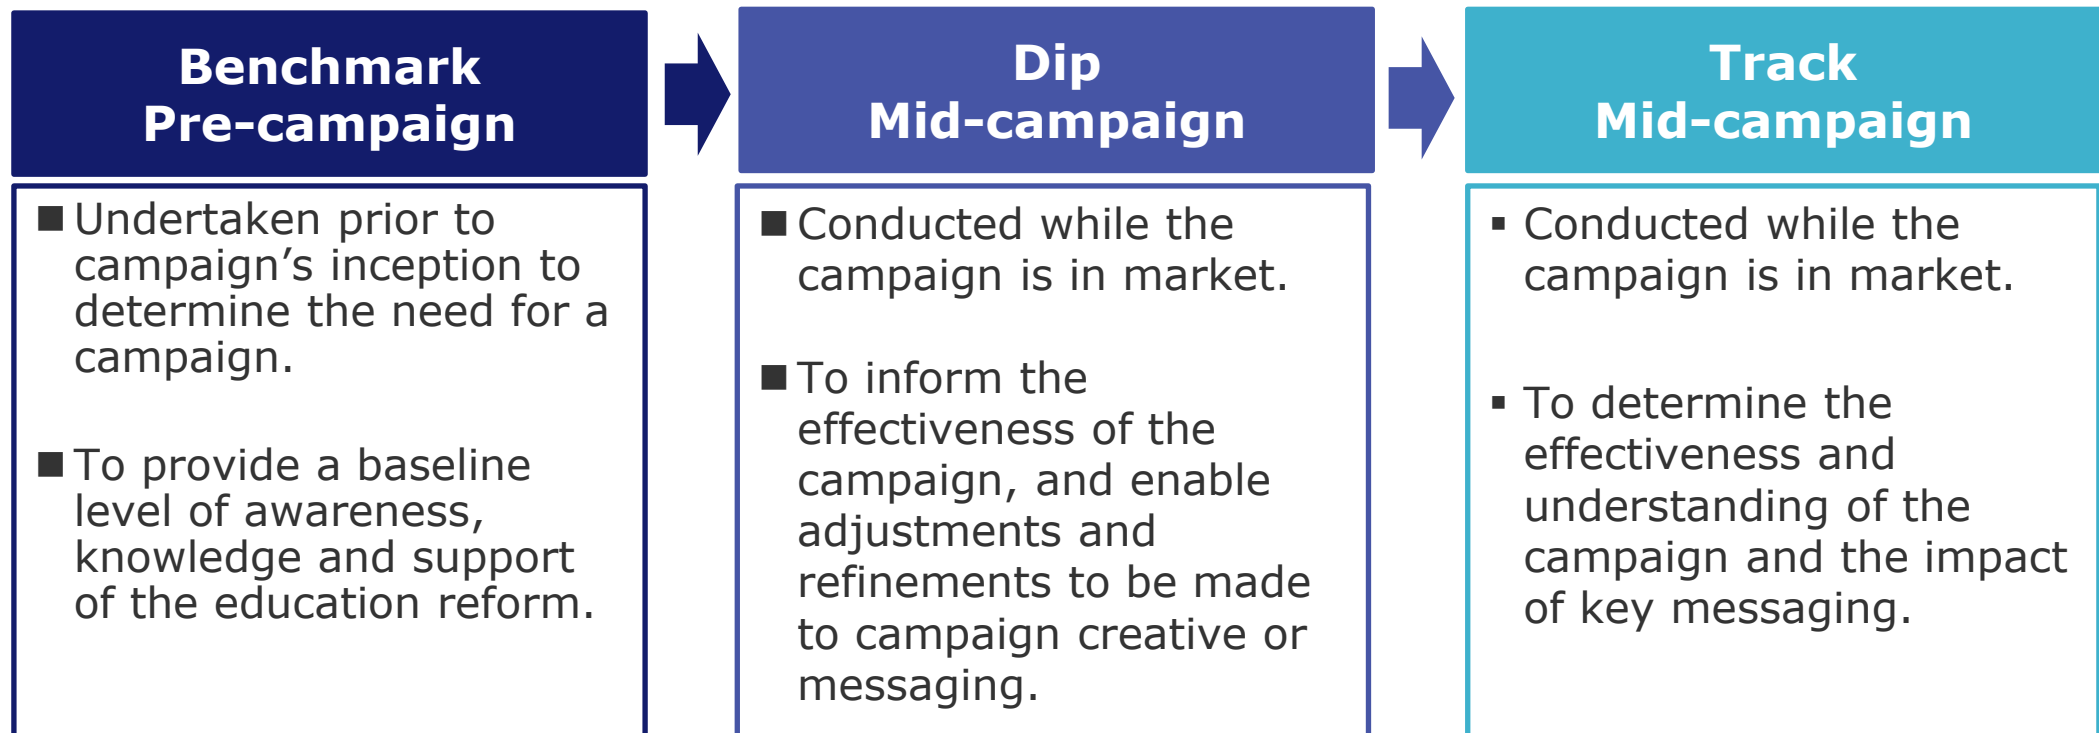 Benchmark
Pre-campaign
■ Undertaken prior to
campaign’s inception to
determine the need for a
campaign.
■ To provide a baseline
level of awareness,
knowledge and support
of the education reform.
Dip
Mid-campaign
■ Conducted while the
campaign is in market.
■ To inform the
effectiveness of the
campaign, and enable
adjustments and
refinements to be made
to campaign creative or
messaging.
Track
Mid-campaign
▪ Conducted while the
campaign is in market.
▪ To determine the
effectiveness and
understanding of the
campaign and the impact
of key messaging.